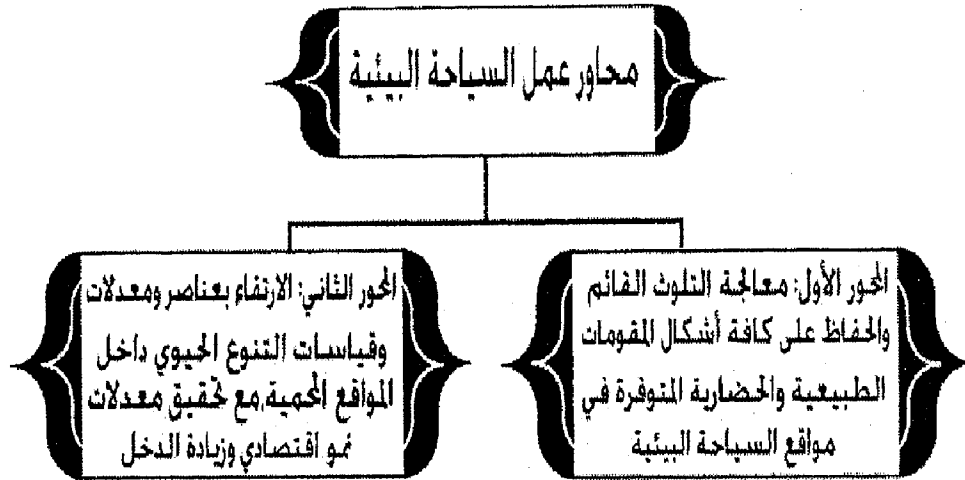 محاور عمل السياحة البيئية
المحور الأول: معالجة التلوث القائم
والحفاظ على كافة أشكال المقومات
الطبيعية والحضارية المتوفرة في
مواقع السياحة البيئية
المحور الثاني: الارتفاع بعناصر ومعدلات
وقياسات التنوع الحيوي داخل
المواقع المحمية، مع تحقيق معدلات
نمو اقتصادي وزيادة الدخل